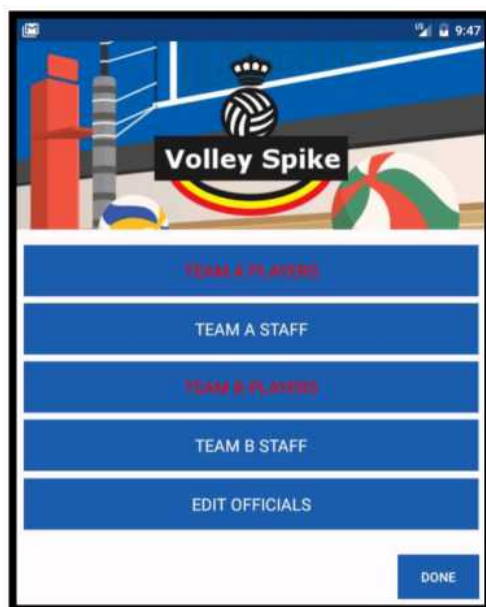 9:47
Volley Spike
TEAM A PLAYERS
TEAM A STAFF
TEAM B PLAYERS
TEAM B STAFF
EDIT OFFICIALS
DONE